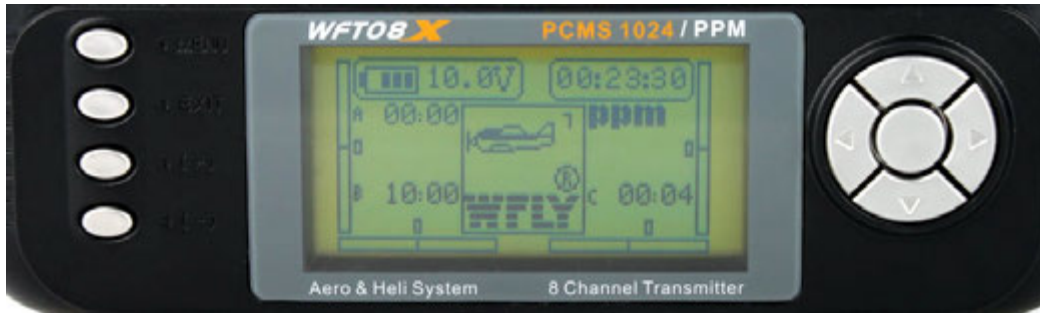 WFT08X PCMS 1024 / PPM
10.0V 00:23:30
A 00:00 1 ppm
®
B 10:00 WFLY C 00:04
Aero & Heli System 8 Channel Transmitter